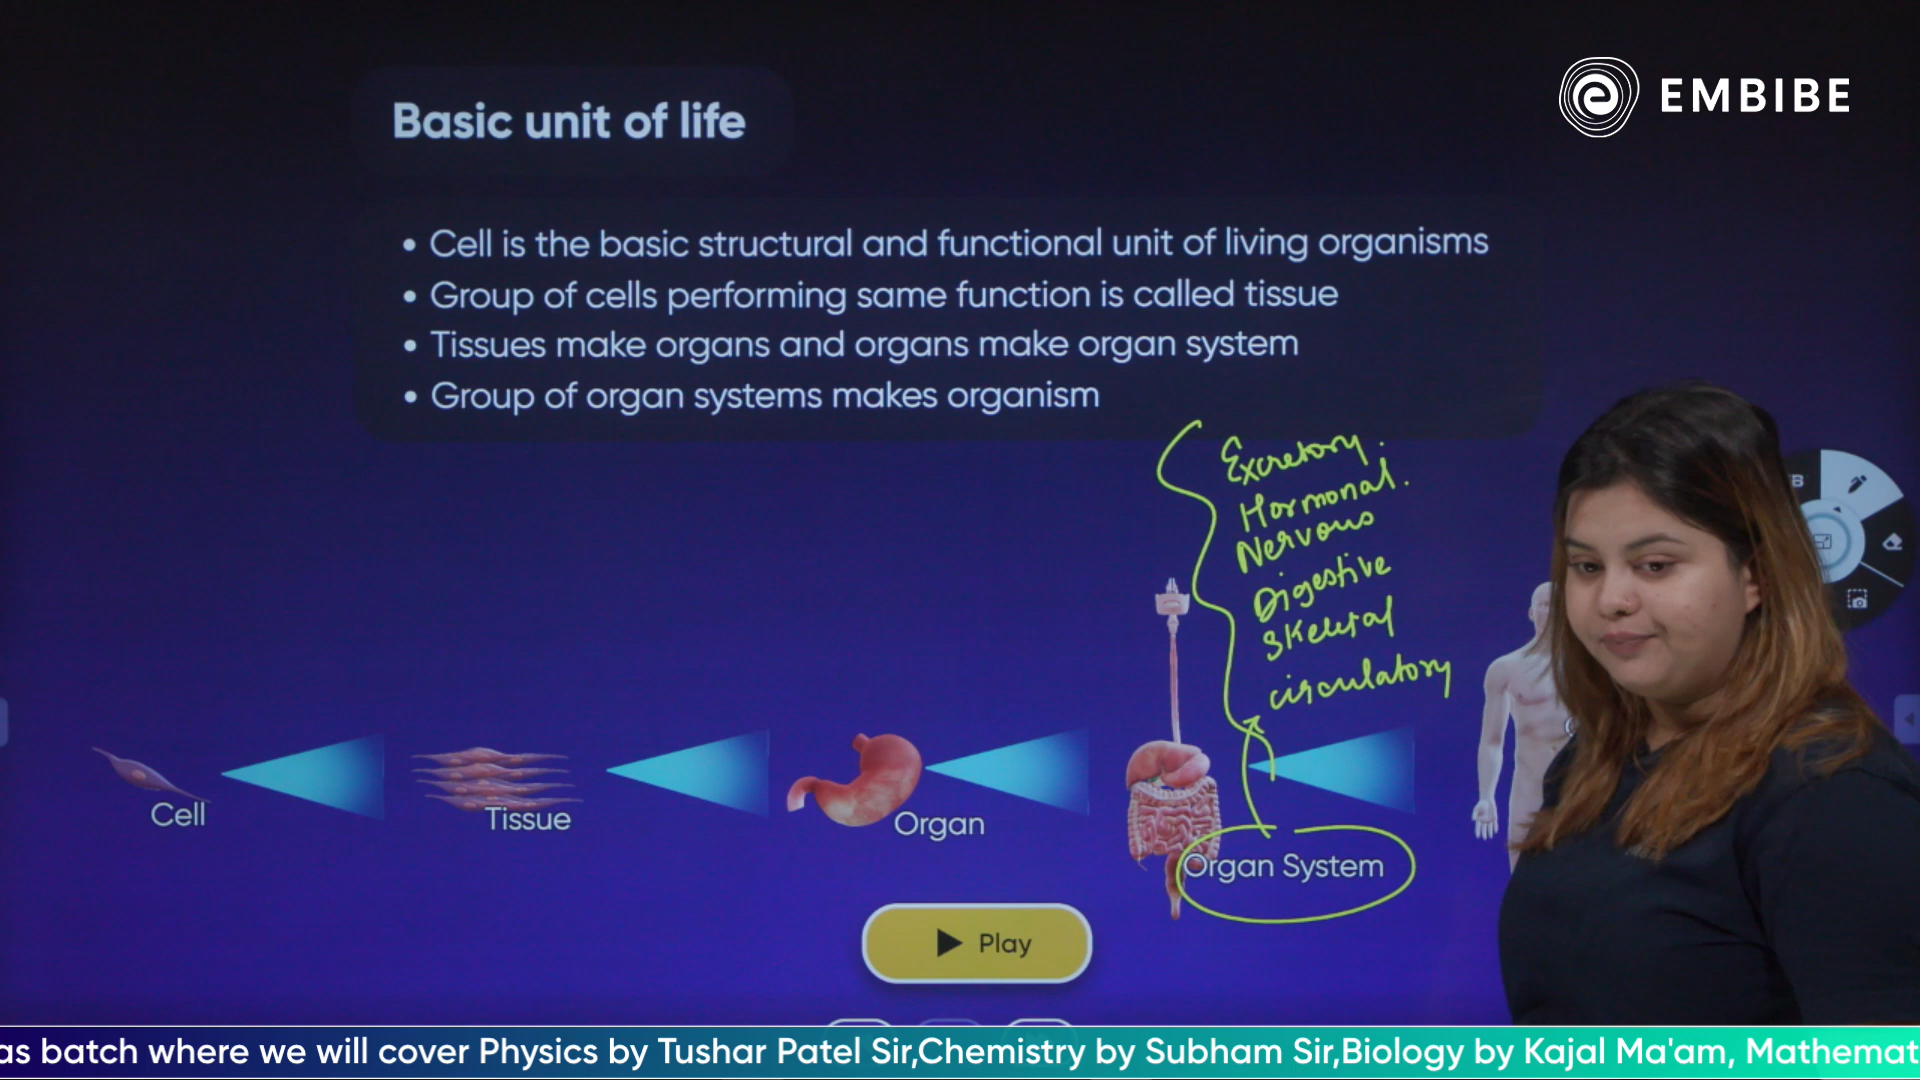 Basic unit of life
EMBIBE
• Cell is the basic structural and functional unit of living organisms
• Group of cells performing same function is called tissue
• Tissues make organs and organs make organ system
• Group of organ systems makes organism
Excretory.
Hormonal.
Nervous
Digestive
Skeletal
circulatory
Cell
Tissue
Organ
Organ System
Play
as batch where we will cover Physics by Tushar Patel Sir,Chemistry by Subham Sir,Biology by Kajal Ma'am, Mathemat